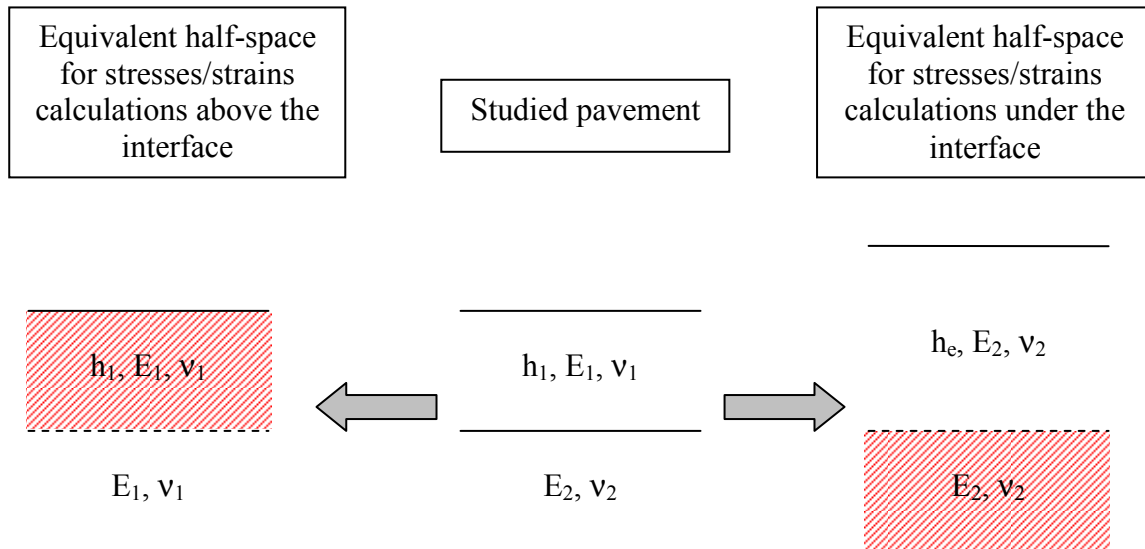 Equivalent half-space
for stresses/strains
calculations above the
interface
Studied pavement
Equivalent half-space
for stresses/strains
calculations under the
interface
h₁, E₁, ν₁
h₁, E₁, ν₁
hₑ, E₂, ν₂
E₁, ν₁
E₂, ν₂
E₂, ν₂